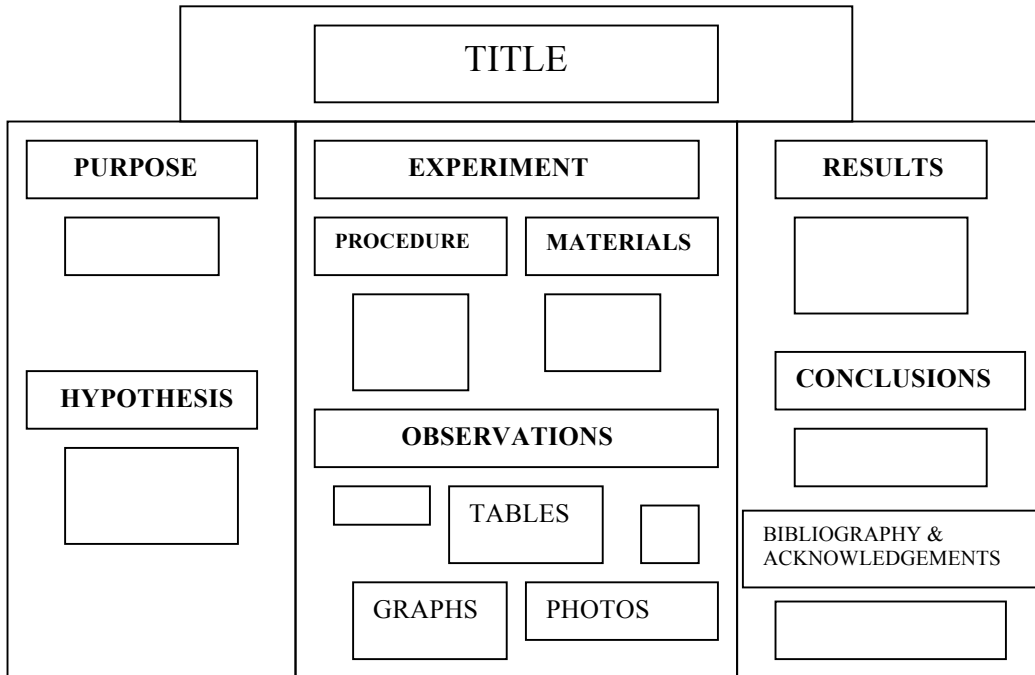 TITLE
PURPOSE
HYPOTHESIS
EXPERIMENT
PROCEDURE
MATERIALS
OBSERVATIONS
TABLES
GRAPHS
PHOTOS
RESULTS
CONCLUSIONS
BIBLIOGRAPHY &
ACKNOWLEDGEMENTS